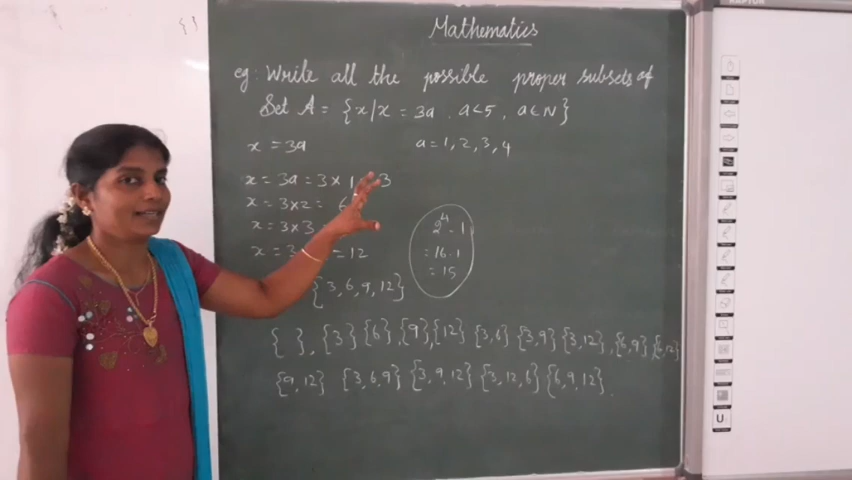 Mathematics
eg: Write all the possible proper subsets of
Set A = {x/x = 3a, a<5, a∈N}
x = 3a
a = 1, 2, 3, 4
x = 3a = 3 × 1 3
x = 3×2 = 6
x = 3×3
x = 3 = 12
{3, 6, 9, 12}
2⁴ - 1
= 16 - 1
= 15
{ }, {3} {6}, {9}, {12} {3,6} {3,9} {3,12}, {6,9} {6,12}
{9,12} {3,6,9} {3,9,12} {3,12,6} {6,9,12}.
RAPTOR
U